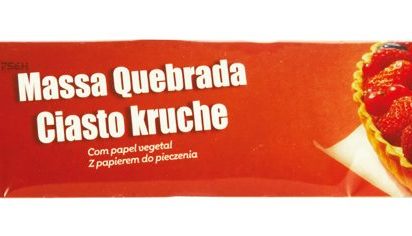 Massa Quebrada
Ciasto kruche
Com papel vegetal
Z papierem do pieczenia